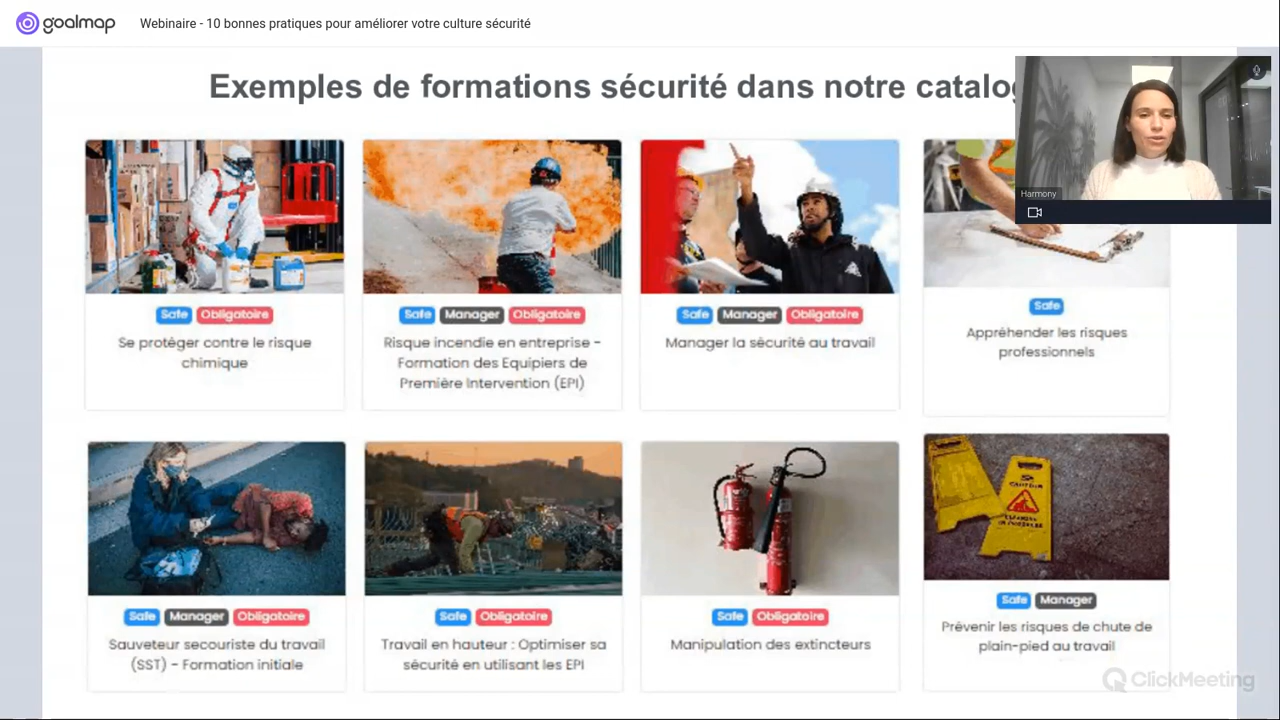 goalmap
Webinaire - 10 bonnes pratiques pour améliorer votre culture sécurité
Exemples de formations sécurité dans notre catalog
Harmony
Safe Obligatoire
Se protéger contre le risque
chimique
Safe Manager Obligatoire
Risque incendie en entreprise -
Formation des Equipiers de
Première Intervention (EPI)
Safe Manager Obligatoire
Manager la sécurité au travail
Safe
Appréhender les risques
professionnels
Safe Manager Obligatoire
Sauveteur secouriste du travail
(SST) - Formation initiale
Safe Obligatoire
Travail en hauteur : Optimiser sa
sécurité en utilisant les EPI
Safe Obligatoire
Manipulation des extincteurs
CAUTION
Safe Manager
Prévenir les risques de chute de
plain-pied au travail
ClickMeeting